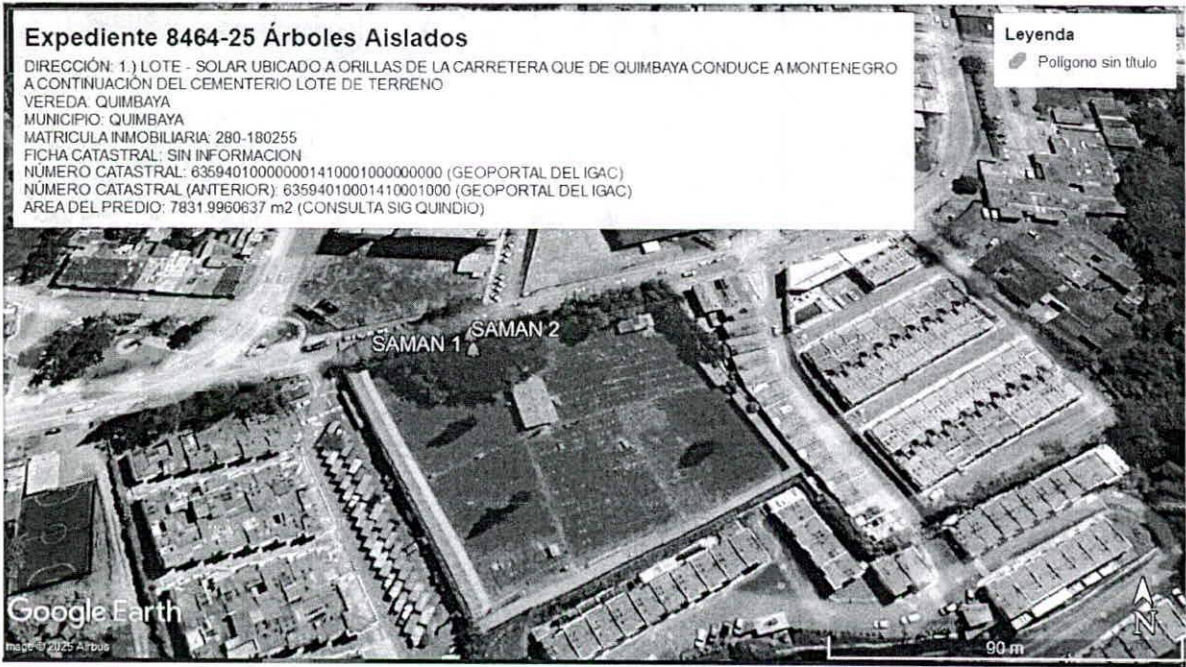 Expediente 8464-25 Árboles Aislados
DIRECCIÓN: 1.) LOTE - SOLAR UBICADO A ORILLAS DE LA CARRETERA QUE DE QUIMBAYA CONDUCE A MONTENEGRO
A CONTINUACIÓN DEL CEMENTERIO LOTE DE TERRENO
VEREDA: QUIMBAYA
MUNICIPIO: QUIMBAYA
MATRICULA INMOBILIARIA: 280-180255
FICHA CATASTRAL: SIN INFORMACION
NÚMERO CATASTRAL: 635940100000001410001000000000 (GEOPORTAL DEL IGAC)
NÚMERO CATASTRAL (ANTERIOR): 63594010001410001000 (GEOPORTAL DEL IGAC)
AREA DEL PREDIO: 7831.9960637 m2 (CONSULTA SIG QUINDIO)
Leyenda
Polígono sin título
SAMAN 1
SAMAN 2
Google Earth
Image © 2025 Airbus
90 m
N